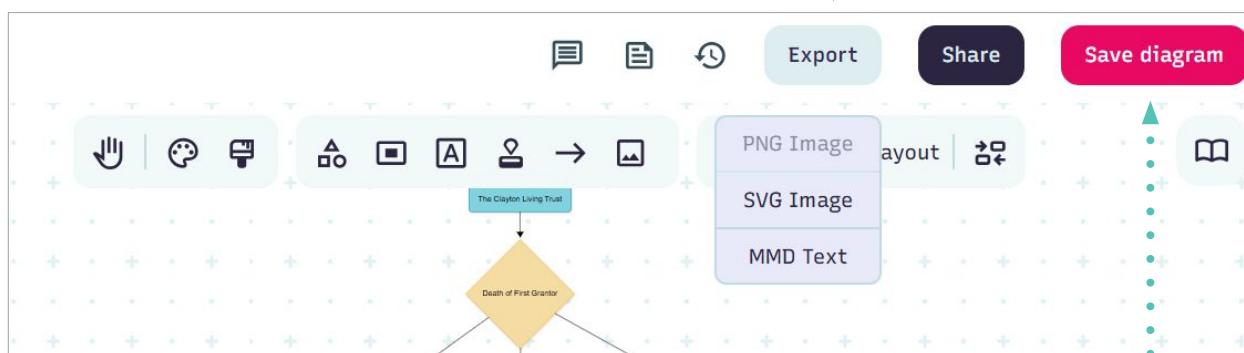 Export
Share
Save diagram
A
PNG Image
ayout
SVG Image
MMD Text
The Clayton Living Trust
Death of First Grantor